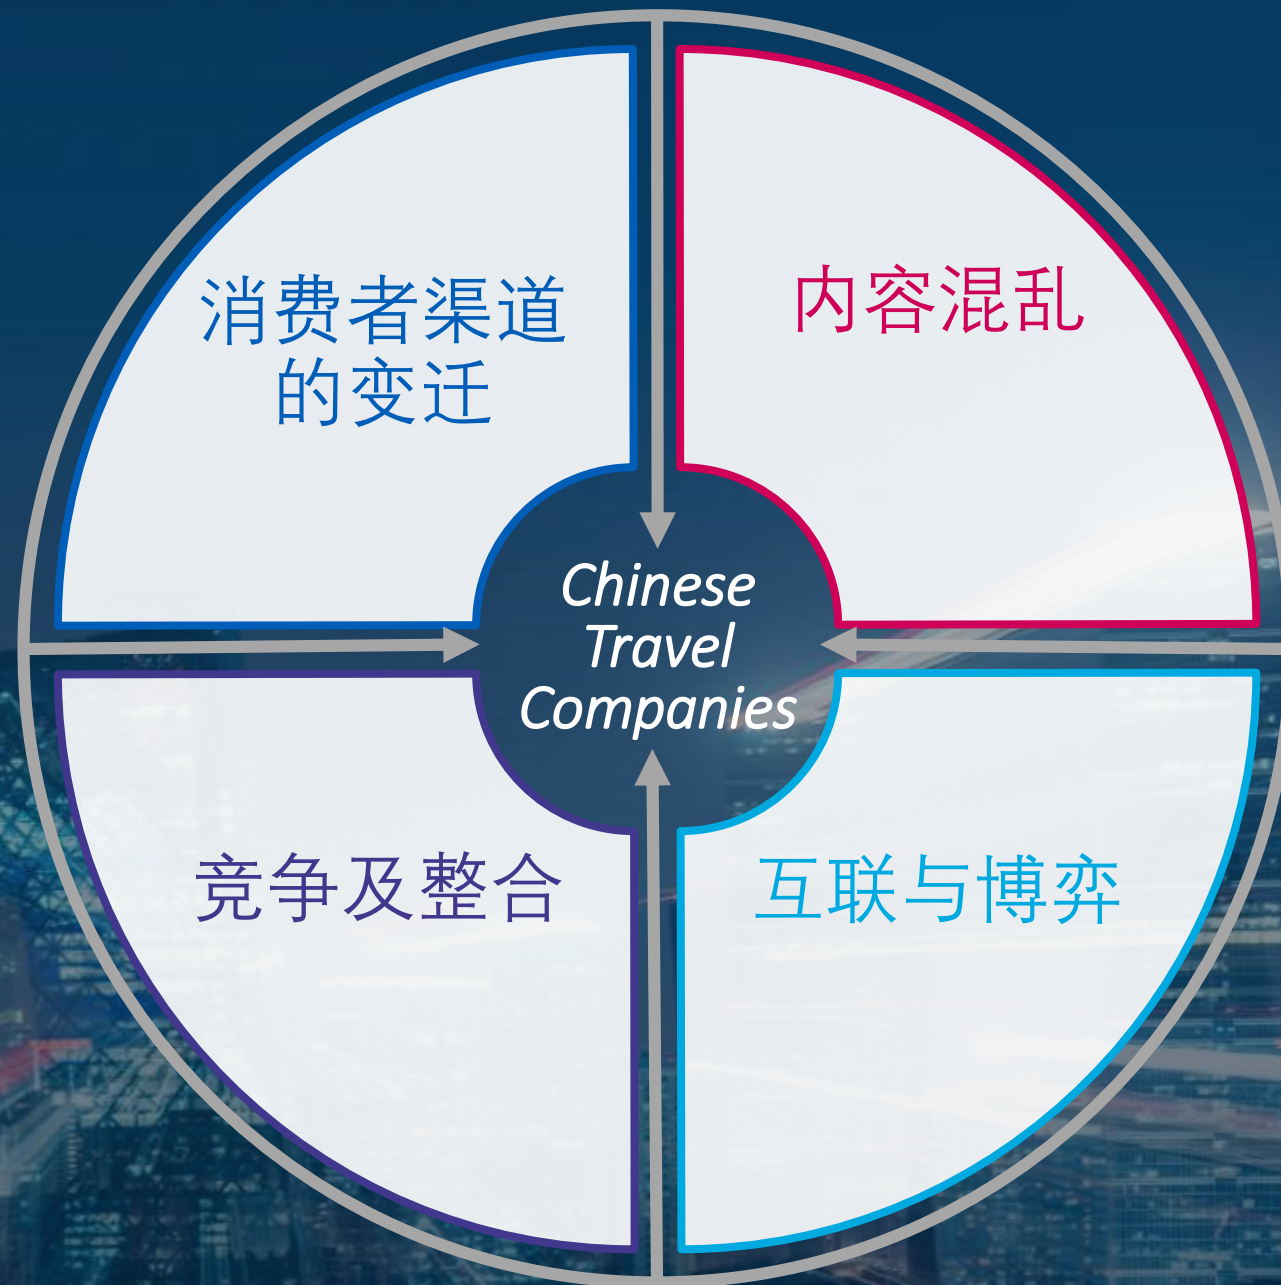 消费者渠道
的变迁
内容混乱
Chinese
Travel
Companies
竞争及整合
互联与博弈